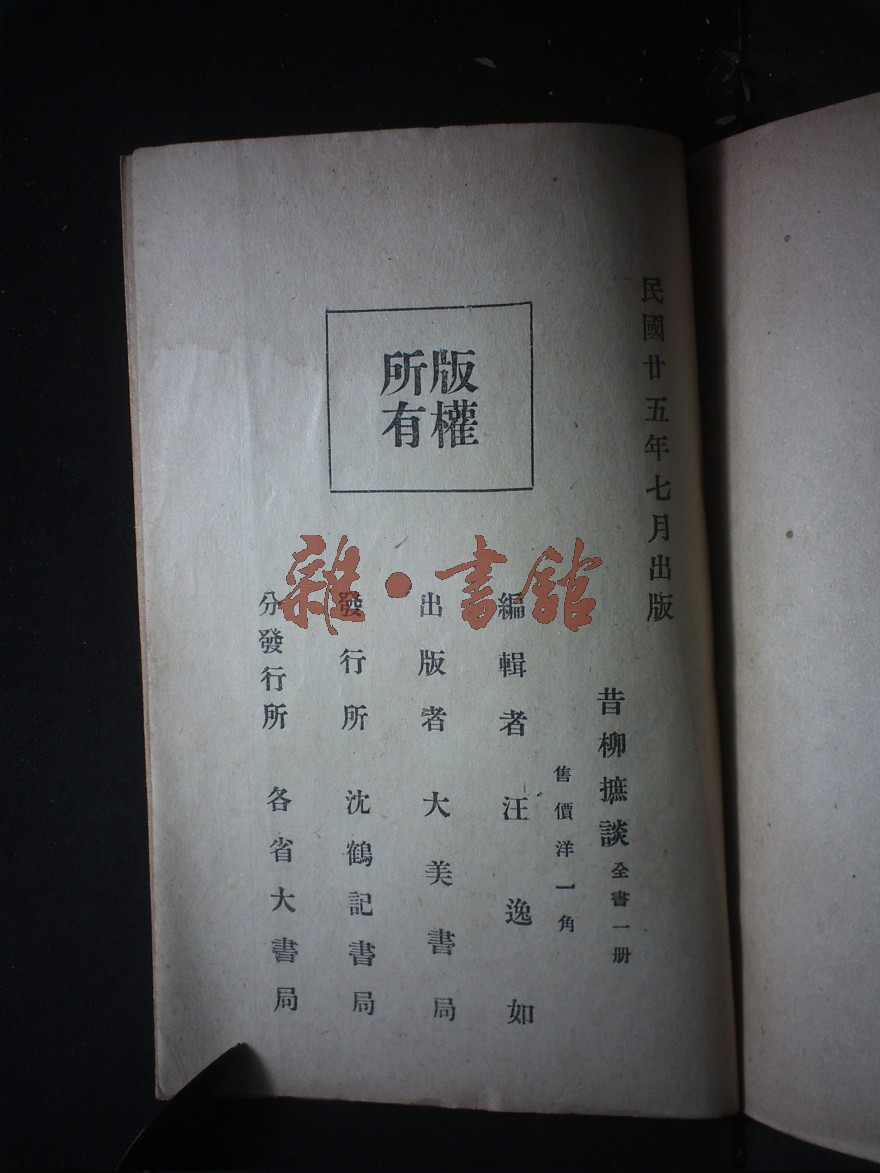 民國廿五年七月出版
昔柳摭談 全書一册
售價洋一角
編輯者 汪逸如
出版者 大美書局
發行所 沈鶴記書局
分發行所 各省大書局
版權
所有
雜·書館